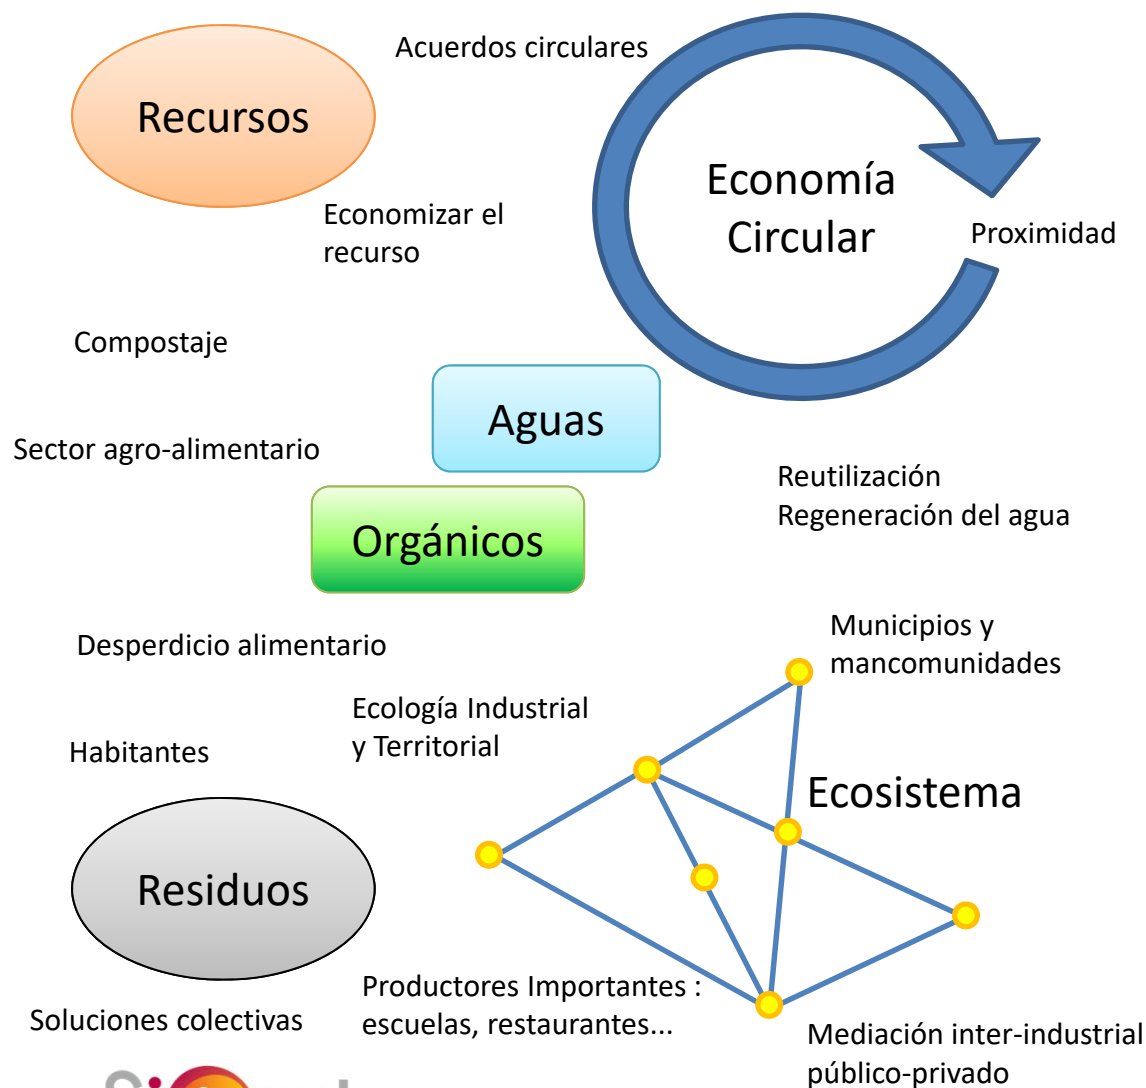 Acuerdos circulares
Recursos
Economía
Circular
Proximidad
Economizar el
recurso
Compostaje
Aguas
Sector agro-alimentario
Reutilización
Regeneración del agua
Orgánicos
Municipios y
mancomunidades
Desperdicio alimentario
Ecología Industrial
y Territorial
Habitantes
Ecosistema
Residuos
Productores Importantes :
escuelas, restaurantes...
Soluciones colectivas
Mediación inter-industrial
público-privado